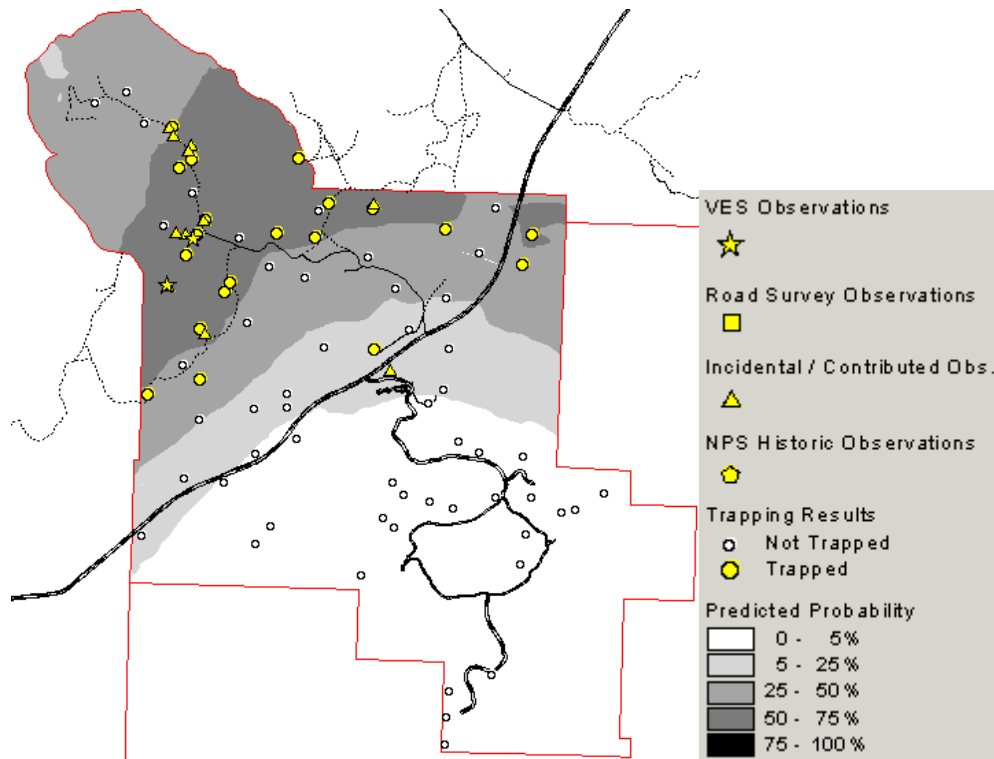 VES Observations
Road Survey Observations
Incidental / Contributed Obs.
NPS Historic Observations
Trapping Results
Not Trapped
Trapped
Predicted Probability
0 - 5%
5 - 25%
25 - 50%
50 - 75%
75 - 100%